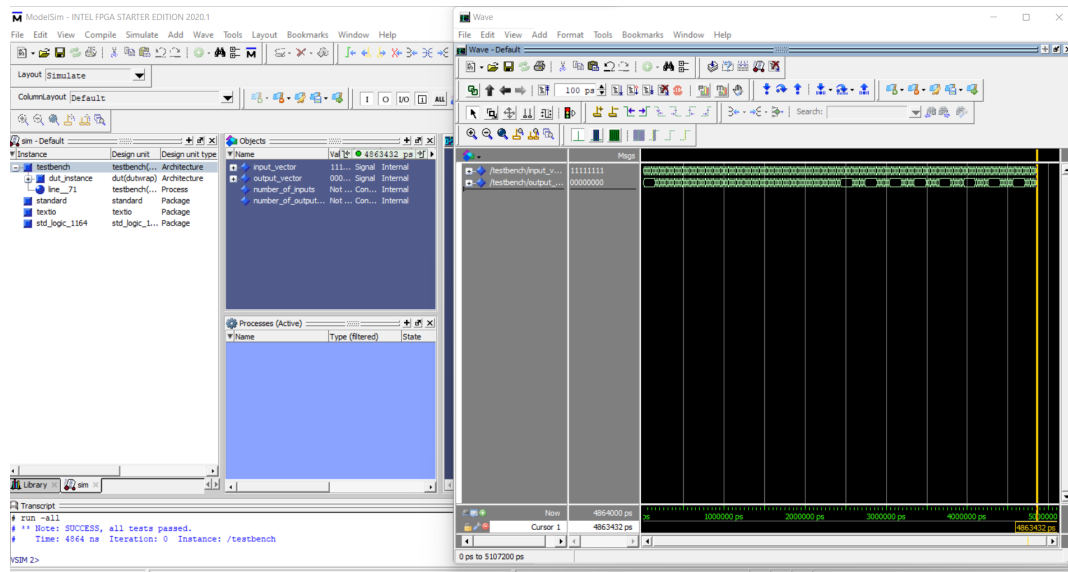 ModelSim - INTEL FPGA STARTER EDITION 2020.1
File Edit View Compile Simulate Add Wave Tools Layout Bookmarks Window Help
Layout Simulate
ColumnLayout Default
sim - Default
Instance Design unit Design unit type
testbench testbench(... Architecture
dut_instance dut(dutwrap) Architecture
line__71 testbench(... Process
standard standard Package
textio textio Package
std_logic_1164 std_logic_1... Package
Library sim
Objects
Name Val 4863432 ps
input_vector 111... Signal Internal
output_vector 000... Signal Internal
number_of_inputs Not ... Con... Internal
number_of_output... Not ... Con... Internal
Processes (Active)
Name Type (filtered) State
Transcript
# run -all
# ** Note: SUCCESS, all tests passed.
#    Time: 4864 ns  Iteration: 0  Instance: /testbench
VSIM 2>
Wave
File Edit View Add Format Tools Bookmarks Window Help
Wave - Default
100 ps
Search:
Msgs
/testbench/input_v... 11111111
/testbench/output_... 00000000
Now 4864000 ps
ps 1000000 ps 2000000 ps 3000000 ps 4000000 ps
Cursor 1 4863432 ps
4863432 ps
0 ps to 5107200 ps